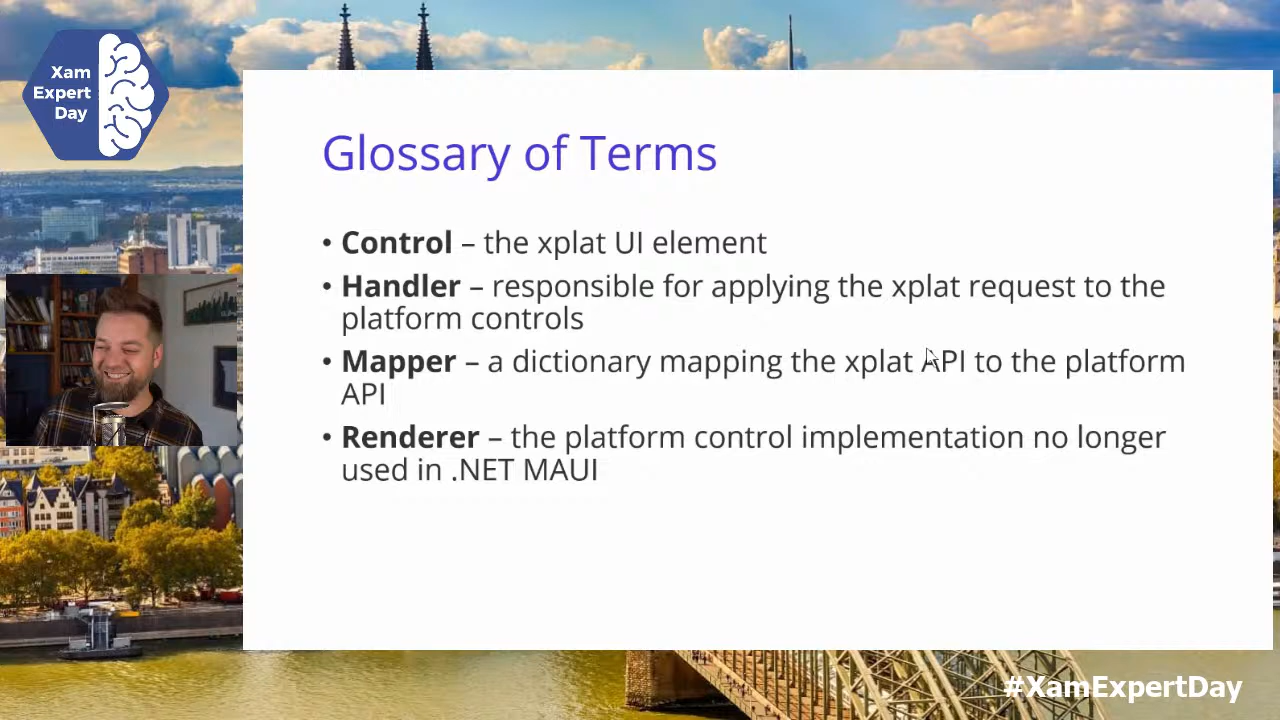 Xam
Expert
Day
Glossary of Terms
• Control – the xplat UI element
• Handler – responsible for applying the xplat request to the
platform controls
• Mapper – a dictionary mapping the xplat API to the platform
API
• Renderer – the platform control implementation no longer
used in .NET MAUI
#XamExpertDay